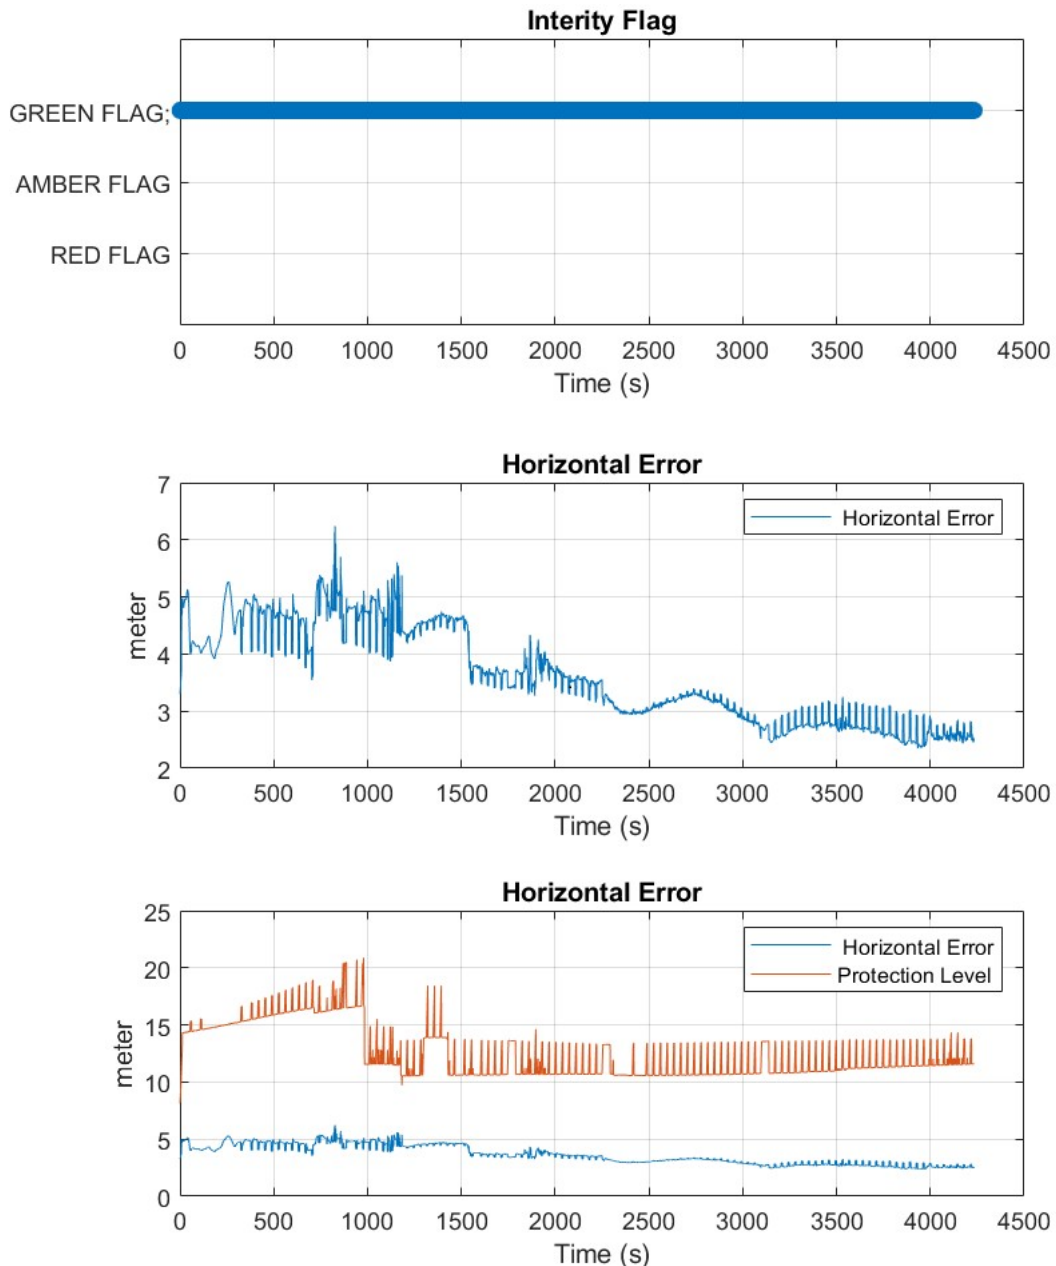 Interity Flag
GREEN FLAG;
AMBER FLAG
RED FLAG
0 500 1000 1500 2000 2500 3000 3500 4000 4500
Time (s)
Horizontal Error
7
6
5
4
3
2
meter
Horizontal Error
0 500 1000 1500 2000 2500 3000 3500 4000 4500
Time (s)
Horizontal Error
25
20
15
10
5
0
meter
Horizontal Error
Protection Level
0 500 1000 1500 2000 2500 3000 3500 4000 4500
Time (s)